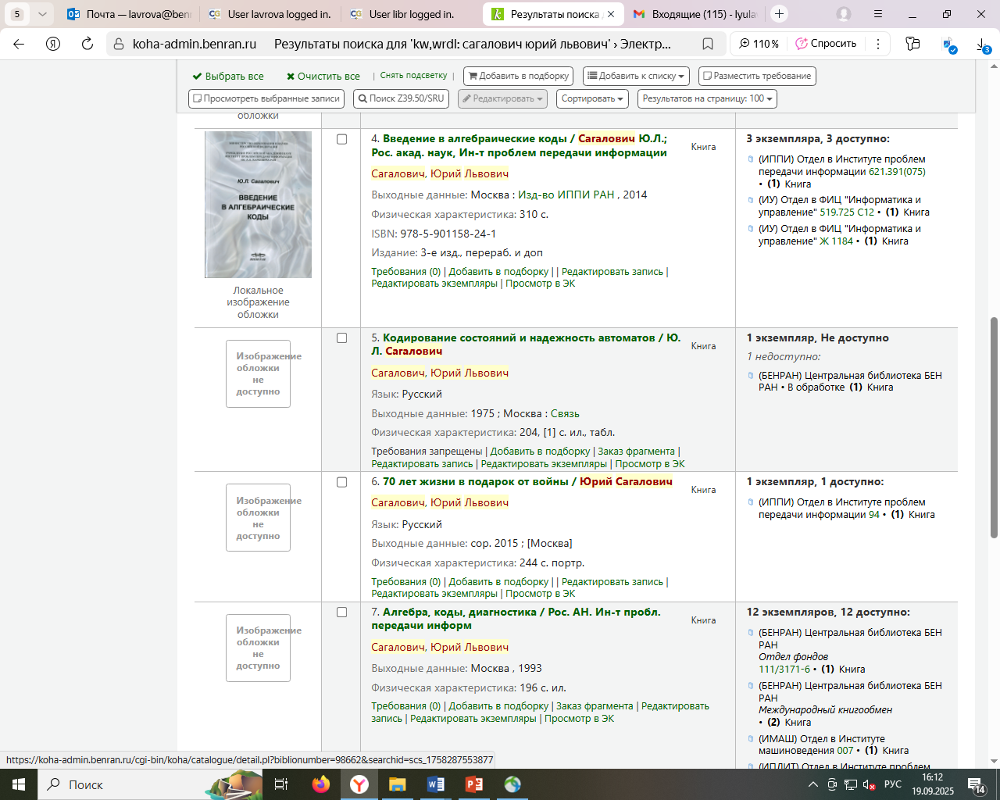 5
Почта — lavrova@ben
User lavrova logged in.
User libr logged in.
Результаты поиска
Входящие (115) - lyula
koha-admin.benran.ru
Результаты поиска для 'kw,wrdl: сагалович юрий львович' › Электр...
110 %
Спросить
3
Выбрать все
Очистить все
| Снять подсветку |
Добавить в подборку
Добавить к списку
Разместить требование
Просмотреть выбранные записи
Поиск Z39.50/SRU
Редактировать
Сортировать
Результатов на страницу: 100
обложки
Ю.Л. Сагалович
ВВЕДЕНИЕ
В АЛГЕБРАИЧЕСКИЕ
КОДЫ
Локальное
изображение
обложки
4. Введение в алгебраические коды / Сагалович Ю.Л.;
Рос. акад. наук, Ин-т проблем передачи информации
Сагалович, Юрий Львович
Выходные данные: Москва : Изд-во ИППИ РАН , 2014
Физическая характеристика: 310 с.
ISBN: 978-5-901158-24-1
Издание: 3-е изд., перераб. и доп
Требования (0) | Добавить в подборку | | Редактировать запись |
Редактировать экземпляры | Просмотр в ЭК
Книга
3 экземпляра, 3 доступно:
(ИППИ) Отдел в Институте проблем
передачи информации 621.391(075)
• (1) Книга
(ИУ) Отдел в ФИЦ "Информатика и
управление" 519.725 С12 • (1) Книга
(ИУ) Отдел в ФИЦ "Информатика и
управление" Ж 1184 • (1) Книга
Изображение
обложки
не
доступно
5. Кодирование состояний и надежность автоматов / Ю.
Л. Сагалович
Сагалович, Юрий Львович
Язык: Русский
Выходные данные: 1975 ; Москва : Связь
Физическая характеристика: 204, [1] с. ил., табл.
Требования запрещены | Добавить в подборку | Заказ фрагмента |
Редактировать запись | Редактировать экземпляры | Просмотр в ЭК
Книга
1 экземпляр, Не доступно
1 недоступно:
(БЕНРАН) Центральная библиотека БЕН
РАН • В обработке (1) Книга
Изображение
обложки
не
доступно
6. 70 лет жизни в подарок от войны / Юрий Сагалович
Сагалович, Юрий Львович
Язык: Русский
Выходные данные: сор. 2015 ; [Москва]
Физическая характеристика: 244 с. портр.
Требования (0) | Добавить в подборку | | Редактировать запись |
Редактировать экземпляры | Просмотр в ЭК
Книга
1 экземпляр, 1 доступно:
(ИППИ) Отдел в Институте проблем
передачи информации 94 • (1) Книга
Изображение
обложки
не
доступно
7. Алгебра, коды, диагностика / Рос. АН. Ин-т пробл.
передачи информ
Сагалович, Юрий Львович
Выходные данные: Москва , 1993
Физическая характеристика: 196 с. ил.
Требования (0) | Добавить в подборку | Заказ фрагмента | Редактировать
запись | Редактировать экземпляры | Просмотр в ЭК
Книга
12 экземпляров, 12 доступно:
(БЕНРАН) Центральная библиотека БЕН
РАН
Отдел фондов
111/3171-6 • (1) Книга
(БЕНРАН) Центральная библиотека БЕН
РАН
Международный книгообмен
• (2) Книга
(ИМАШ) Отдел в Институте
машиноведения 007 • (1) Книга
https://koha-admin.benran.ru/cgi-bin/koha/catalogue/detail.pl?biblionumber=98662&searchid=scs_1758287553877
Поиск
РУС
16:12
19.09.2025
14